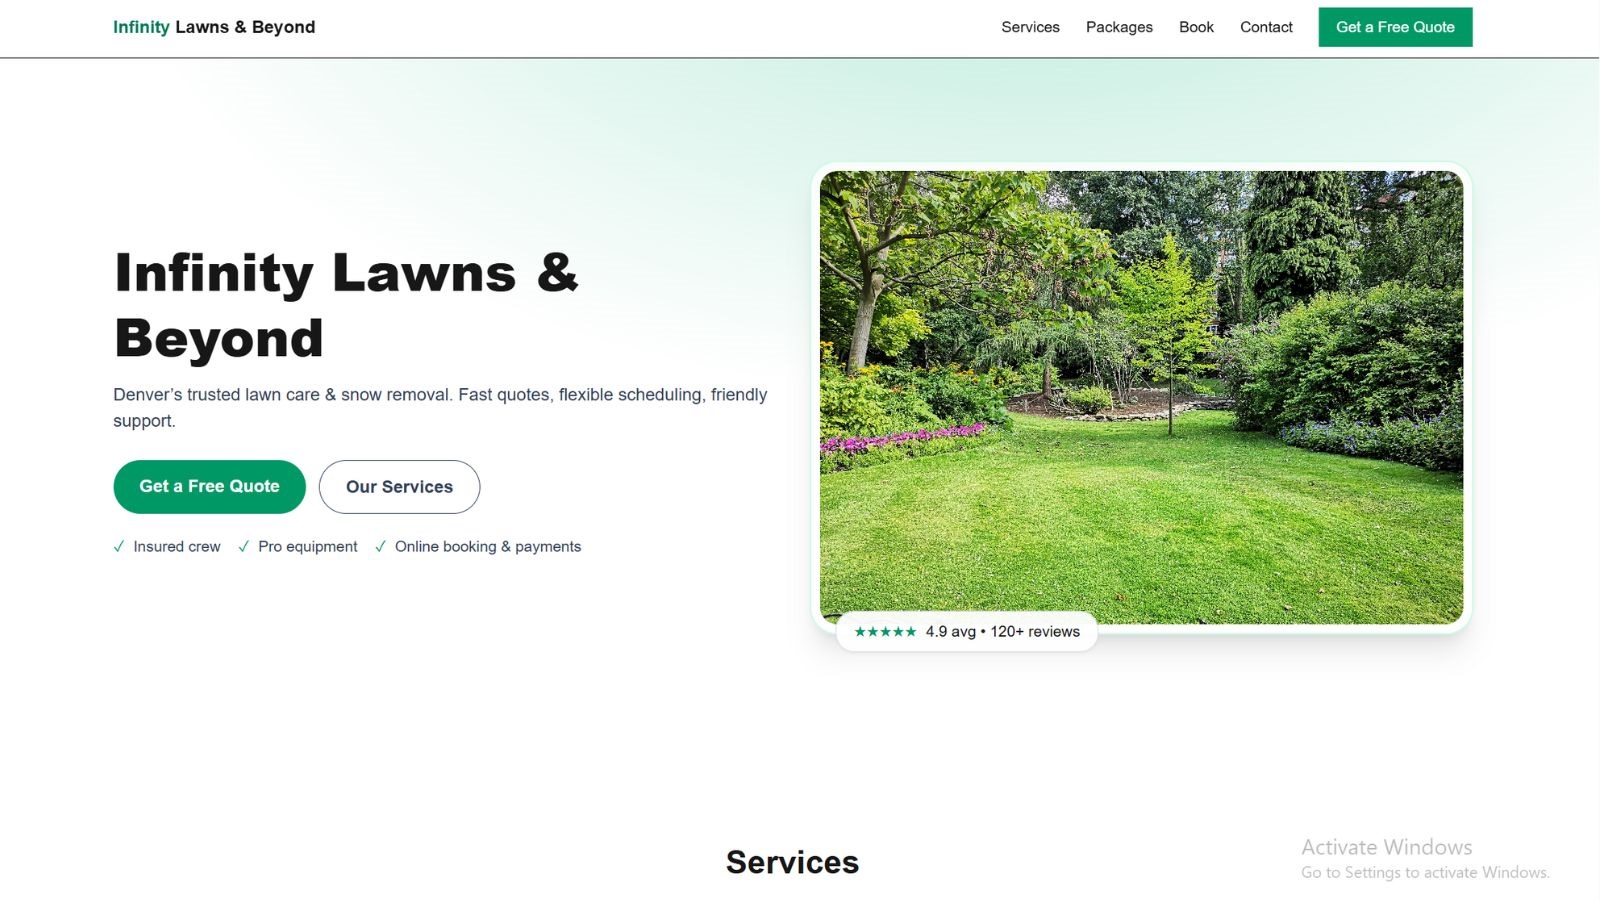 Infinity Lawns & Beyond
Services
Packages
Book
Contact
Get a Free Quote
Infinity Lawns &
Beyond
Denver’s trusted lawn care & snow removal. Fast quotes, flexible scheduling, friendly
support.
Get a Free Quote
Our Services
✓ Insured crew ✓ Pro equipment ✓ Online booking & payments
★★★★★ 4.9 avg • 120+ reviews
Services
Activate Windows
Go to Settings to activate Windows.